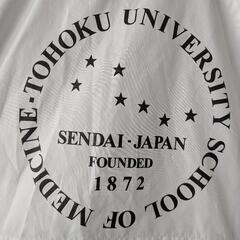 TOHOKU UNIVERSITY SCHOOL OF MEDICINE ·
SENDAI · JAPAN
FOUNDED
1872